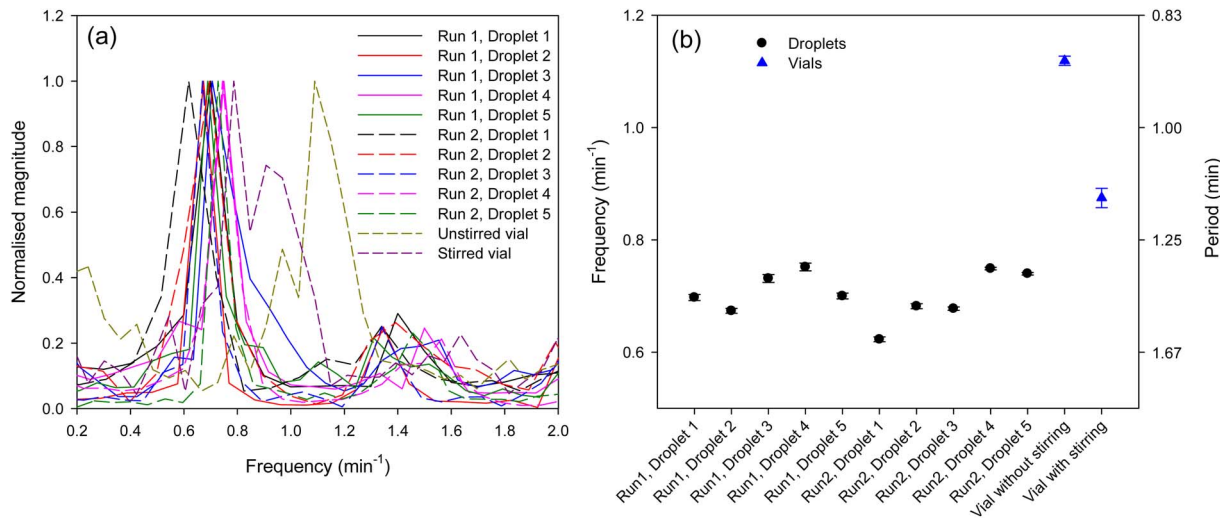 (a)
Normalised magnitude
1.2
1.0
0.8
0.6
0.4
0.2
0.0
0.2 0.4 0.6 0.8 1.0 1.2 1.4 1.6 1.8 2.0
Frequency (min-1)
Run 1, Droplet 1
Run 1, Droplet 2
Run 1, Droplet 3
Run 1, Droplet 4
Run 1, Droplet 5
Run 2, Droplet 1
Run 2, Droplet 2
Run 2, Droplet 3
Run 2, Droplet 4
Run 2, Droplet 5
Unstirred vial
Stirred vial
(b)
Frequency (min-1)
1.2
1.0
0.8
0.6
Droplets
Vials
0.83
1.00
1.25
1.67
Period (min)
Run1, Droplet 1
Run1, Droplet 2
Run1, Droplet 3
Run1, Droplet 4
Run1, Droplet 5
Run2, Droplet 1
Run2, Droplet 2
Run2, Droplet 3
Run2, Droplet 4
Run2, Droplet 5
Vial without stirring
Vial with stirring